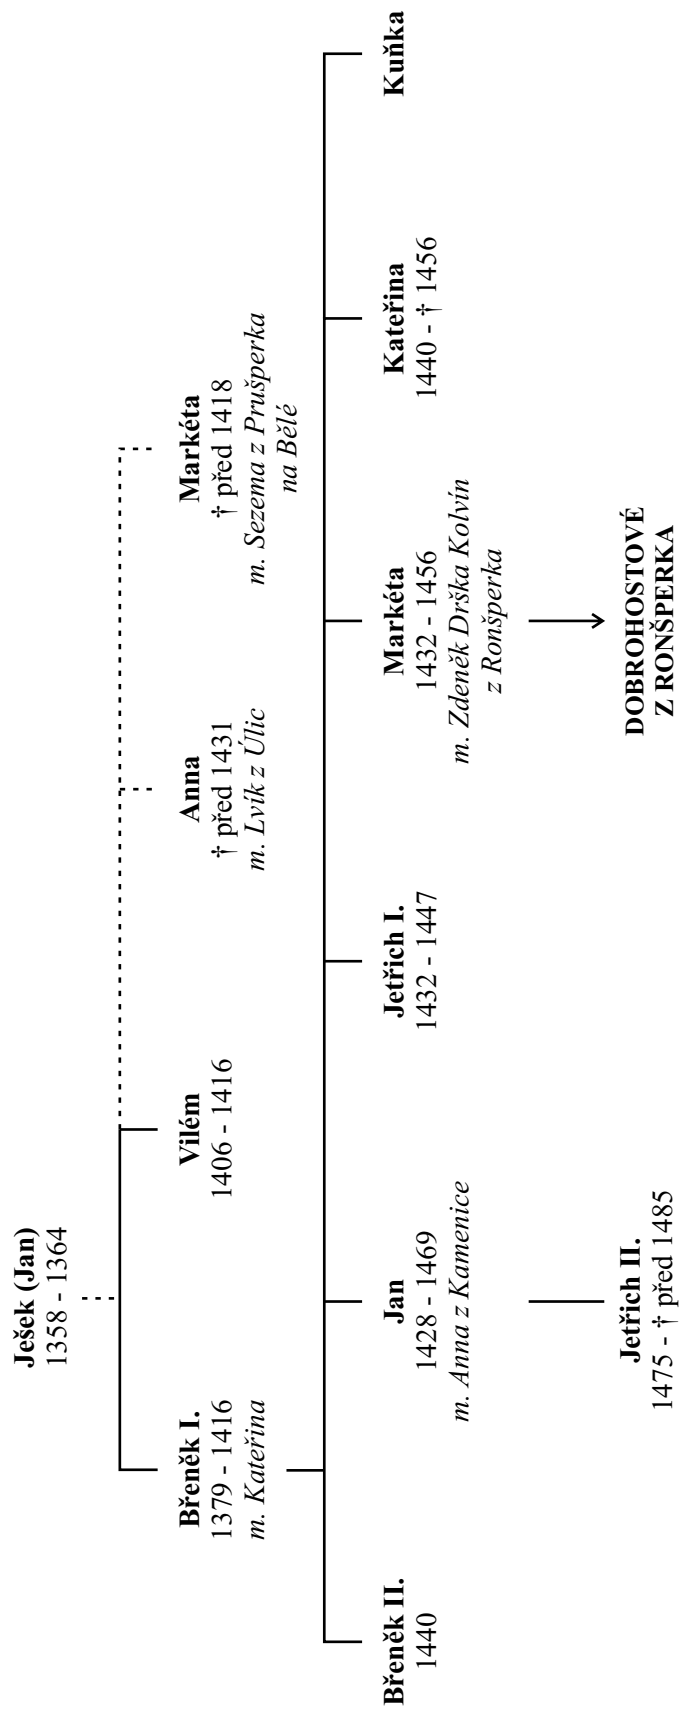 Ješek (Jan)
1358 - 1364
Břeněk I.
1379 - 1416
m. Kateřina
Vilém
1406 - 1416
Anna
† před 1431
m. Lvík z Úlic
Markéta
† před 1418
m. Sezema z Prušperka
na Bělé
Břeněk II.
1440
Jan
1428 - 1469
m. Anna z Kamenice
Jetřich I.
1432 - 1447
Markéta
1432 - 1456
m. Zdeněk Drška Kolvín
z Ronšperka
Kateřina
1440 - † 1456
Kuňka
Jetřich II.
1475 - † před 1485
DOBROHOSTOVÉ
Z RONŠPERKA